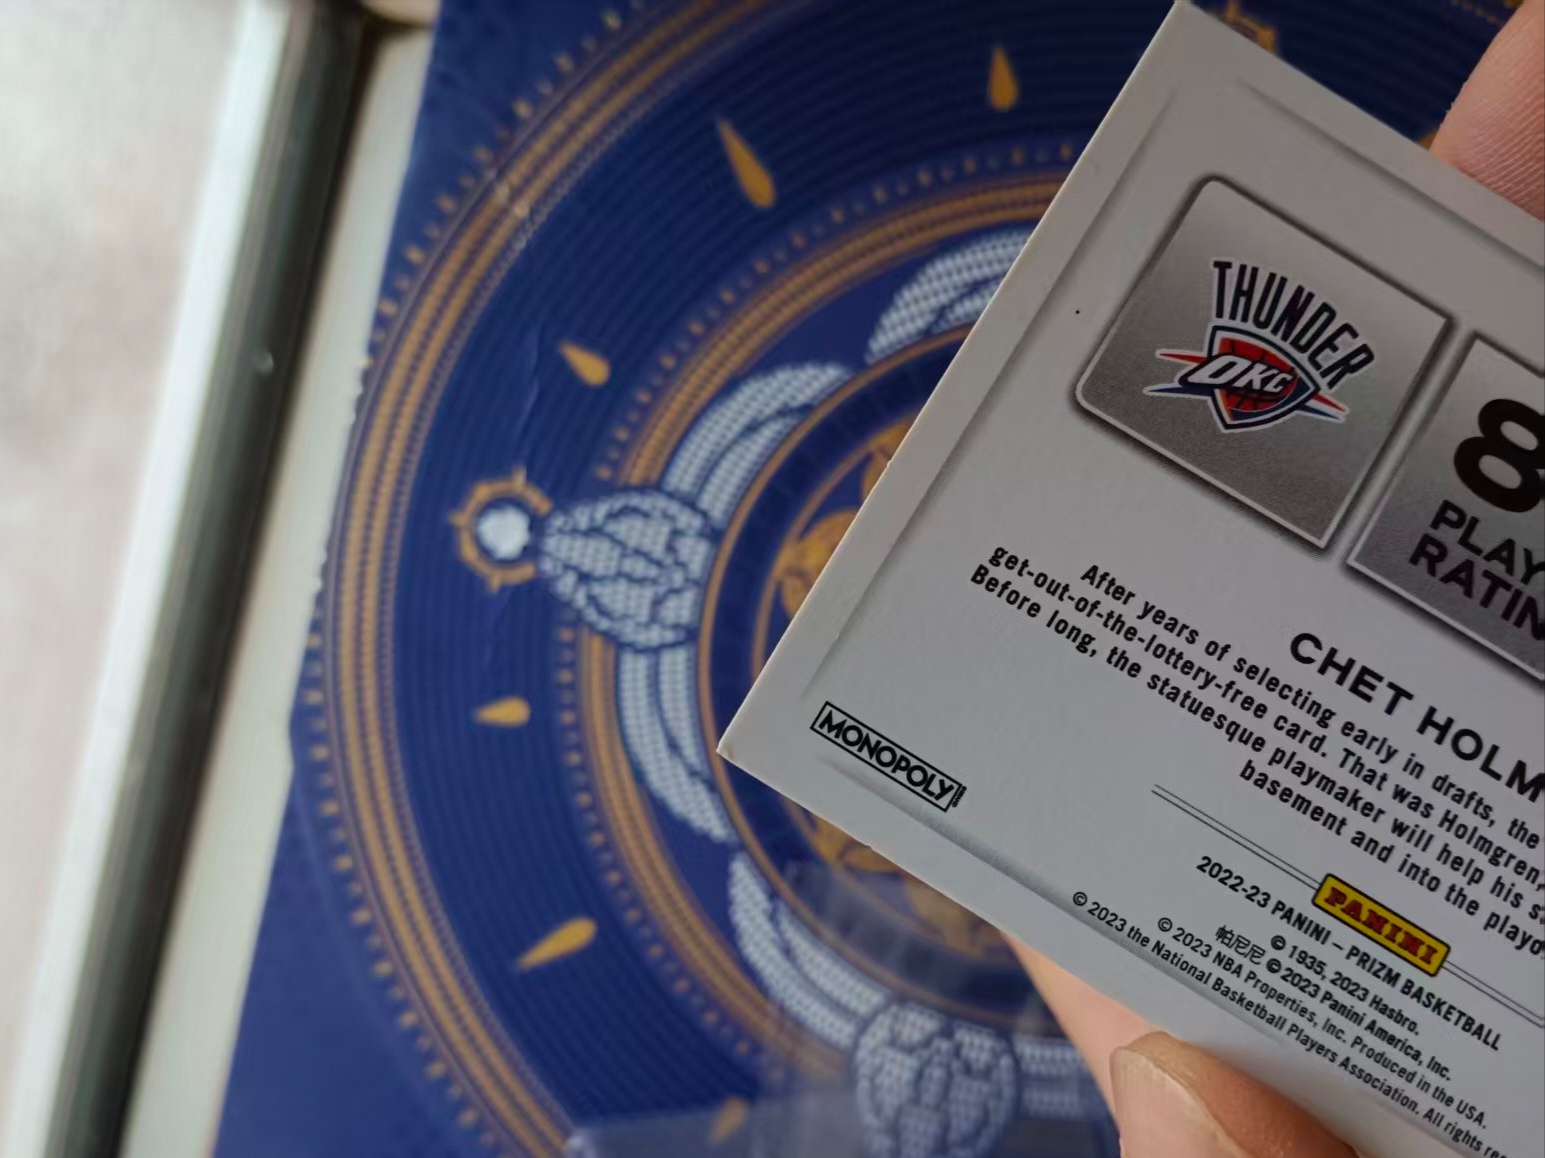 THUNDER
OKC
8
PLAY
RATIN
CHET HOLM
After years of selecting early in drafts, the
get-out-of-the-lottery-free card. That was Holmgren,
Before long, the statuesque playmaker will help his s
basement and into the playo
MONOPOLY
PANINI
2022-23 PANINI – PRIZM BASKETBALL
© 1935, 2023 Hasbro.
帕尼尼 © 2023 Panini America, Inc.
© 2023 NBA Properties, Inc. Produced in the USA.
© 2023 the National Basketball Players Association. All rights res